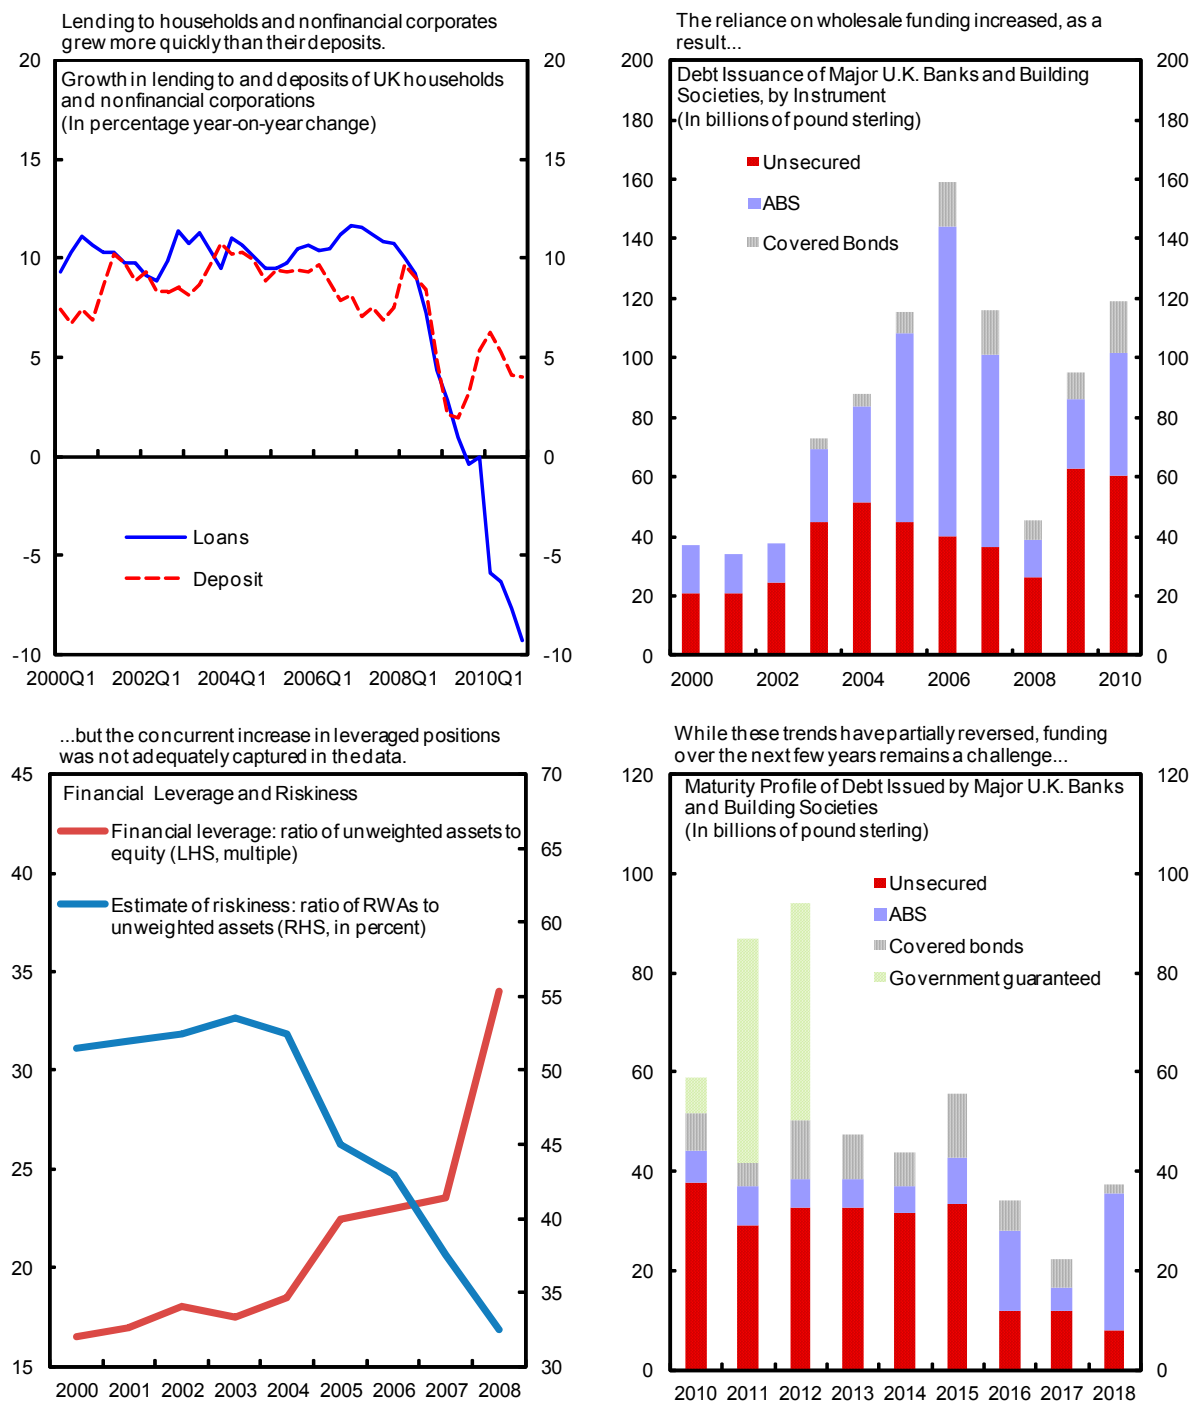 Lending to households and nonfinancial corporates
grew more quickly than their deposits.
20
15
10
5
0
-5
-10
Growth in lending to and deposits of UK households
and nonfinancial corporations
(In percentage year-on-year change)
Loans
Deposit
20
15
10
5
0
-5
-10
2000Q1 2002Q1 2004Q1 2006Q1 2008Q1 2010Q1
The reliance on wholesale funding increased, as a
result...
200
180
160
140
120
100
80
60
40
20
0
Debt Issuance of Major U.K. Banks and Building
Societies, by Instrument
(In billions of pound sterling)
Unsecured
ABS
Covered Bonds
200
180
160
140
120
100
80
60
40
20
0
2000 2002 2004 2006 2008 2010
...but the concurrent increase in leveraged positions
was not adequately captured in the data.
45
40
35
30
25
20
15
Financial Leverage and Riskiness
Financial leverage: ratio of unweighted assets to
equity (LHS, multiple)
Estimate of riskiness: ratio of RWAs to
unweighted assets (RHS, in percent)
70
65
60
55
50
45
40
35
30
2000 2001 2002 2003 2004 2005 2006 2007 2008
While these trends have partially reversed, funding
over the next few years remains a challenge...
120
100
80
60
40
20
0
Maturity Profile of Debt Issued by Major U.K. Banks
and Building Societies
(In billions of pound sterling)
Unsecured
ABS
Covered bonds
Government guaranteed
120
100
80
60
40
20
0
2010 2011 2012 2013 2014 2015 2016 2017 2018